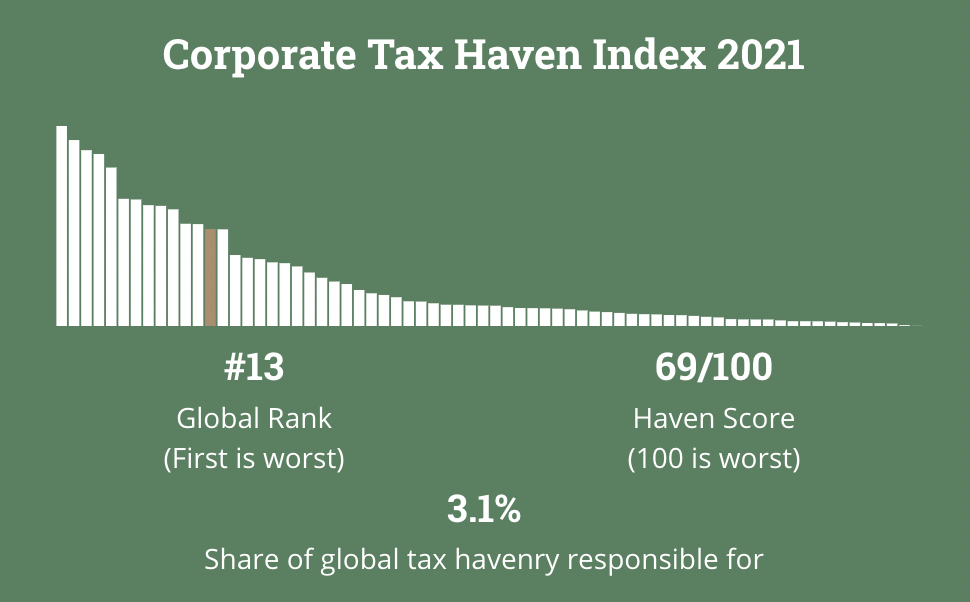 Corporate Tax Haven Index 2021
#13
Global Rank
(First is worst)
69/100
Haven Score
(100 is worst)
3.1%
Share of global tax havenry responsible for